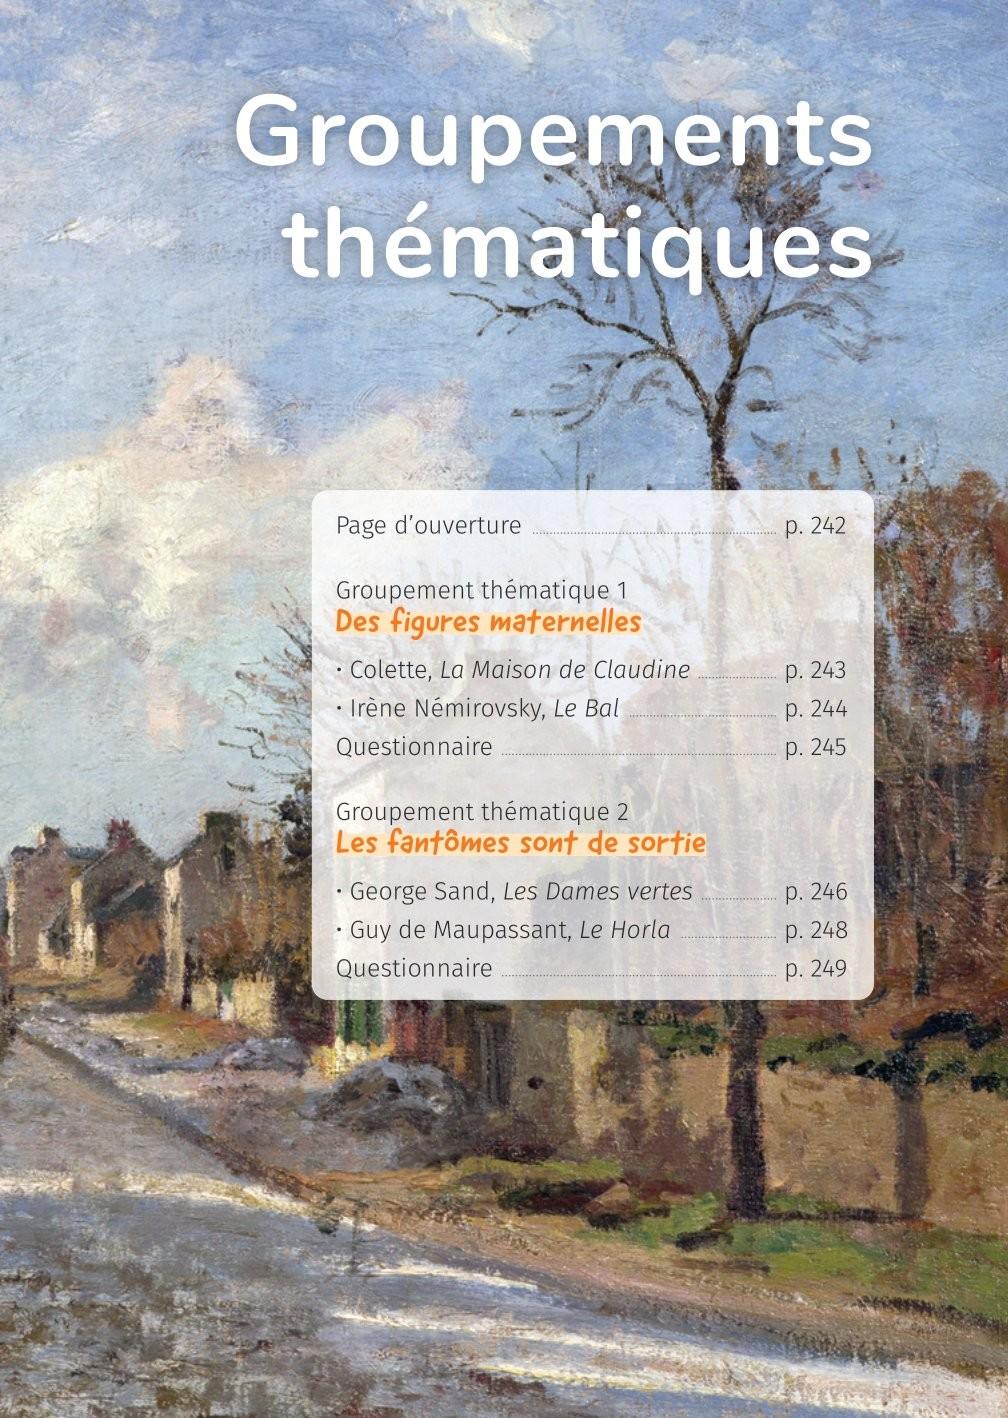 Groupements
thématiques
Page d’ouverture ........ p. 242
Groupement thématique 1
Des figures maternelles
• Colette, La Maison de Claudine ........ p. 243
• Irène Némirovsky, Le Bal ........ p. 244
Questionnaire ........ p. 245
Groupement thématique 2
Les fantômes sont de sortie
• George Sand, Les Dames vertes ........ p. 246
• Guy de Maupassant, Le Horla ........ p. 248
Questionnaire ........ p. 249